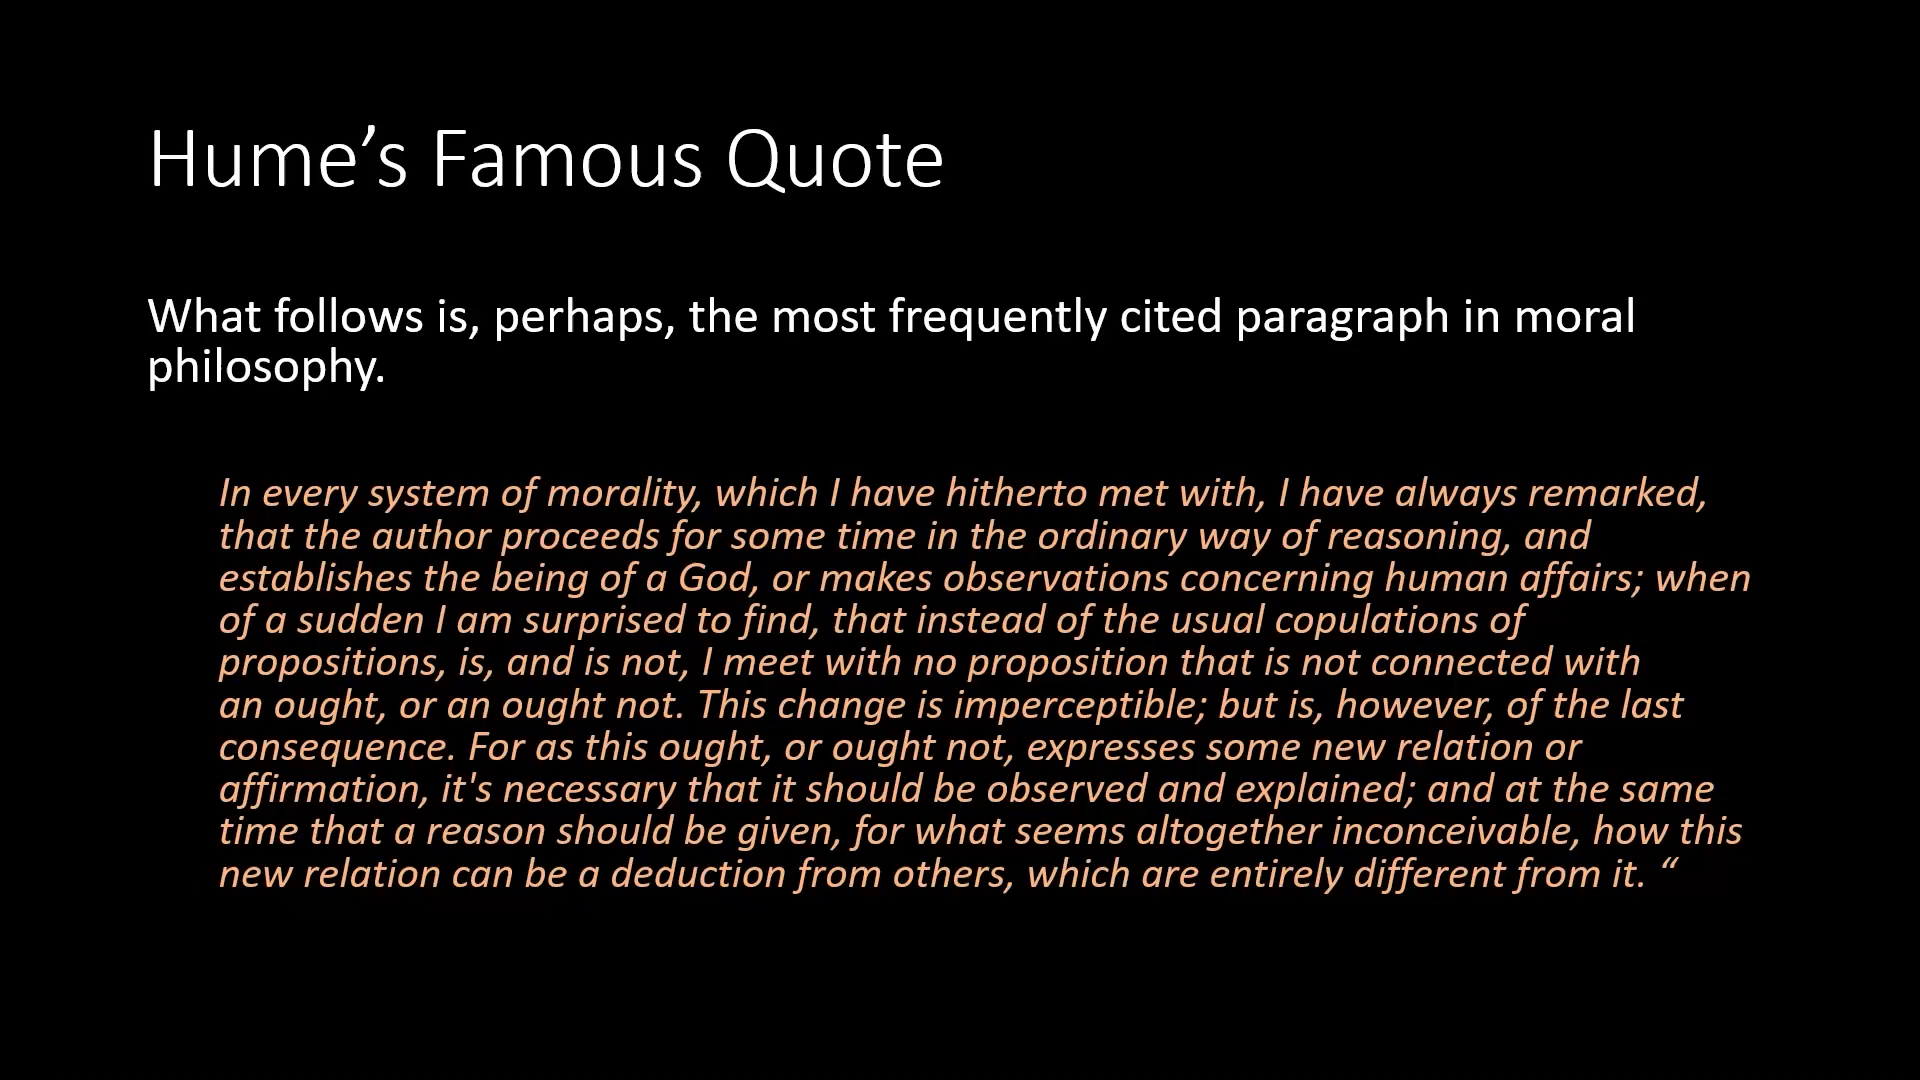 Hume’s Famous Quote
What follows is, perhaps, the most frequently cited paragraph in moral
philosophy.
In every system of morality, which I have hitherto met with, I have always remarked,
that the author proceeds for some time in the ordinary way of reasoning, and
establishes the being of a God, or makes observations concerning human affairs; when
of a sudden I am surprised to find, that instead of the usual copulations of
propositions, is, and is not, I meet with no proposition that is not connected with
an ought, or an ought not. This change is imperceptible; but is, however, of the last
consequence. For as this ought, or ought not, expresses some new relation or
affirmation, it's necessary that it should be observed and explained; and at the same
time that a reason should be given, for what seems altogether inconceivable, how this
new relation can be a deduction from others, which are entirely different from it. “